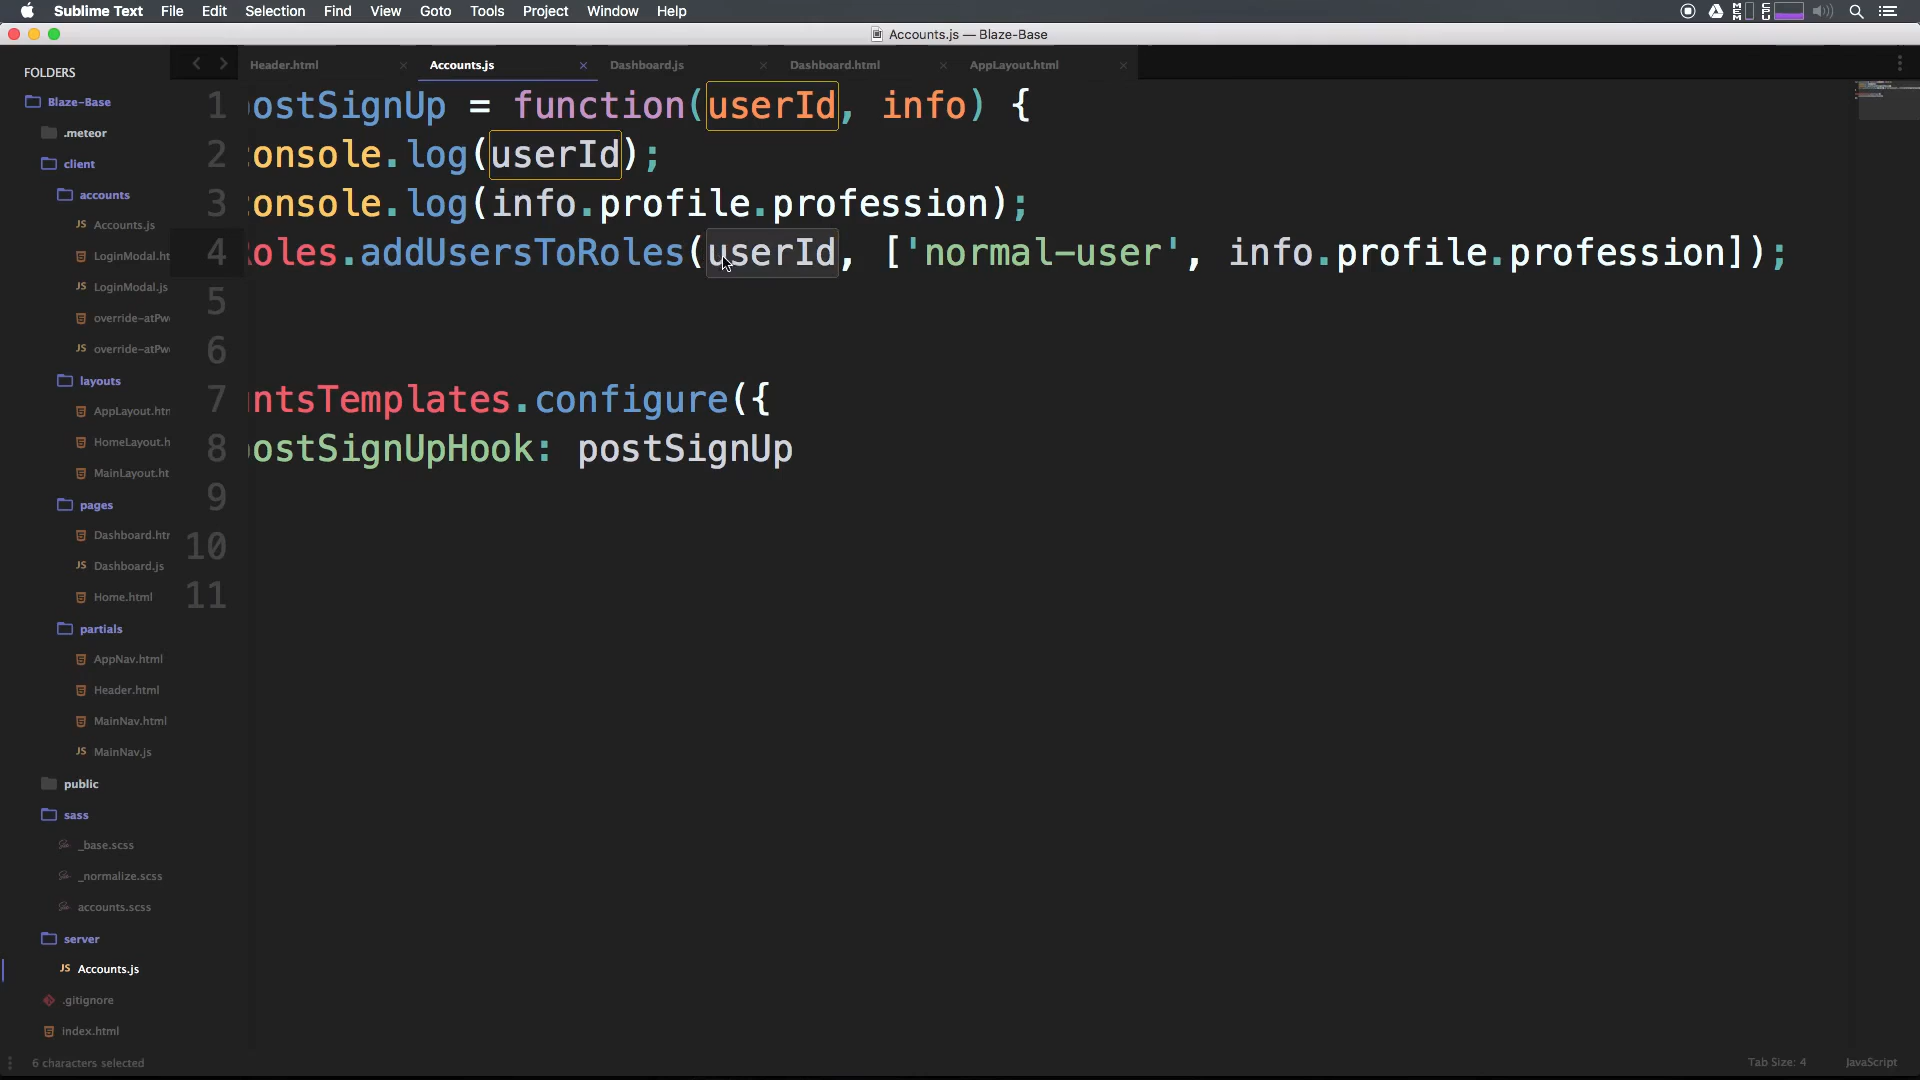 Sublime Text File Edit Selection Find View Goto Tools Project Window Help
MEM CPU
Accounts.js — Blaze-Base
FOLDERS
Blaze-Base
.meteor
client
accounts
Accounts.js
LoginModal.ht
LoginModal.js
override-atPw
override-atPw
layouts
AppLayout.htm
HomeLayout.h
MainLayout.ht
pages
Dashboard.htm
Dashboard.js
Home.html
partials
AppNav.html
Header.html
MainNav.html
MainNav.js
public
sass
_base.scss
_normalize.scss
accounts.scss
server
Accounts.js
.gitignore
index.html
Header.html Accounts.js Dashboard.js Dashboard.html AppLayout.html
1 ostSignUp = function(userId, info) {
2 onsole.log(userId);
3 onsole.log(info.profile.profession);
4 oles.addUsersToRoles(userId, ['normal-user', info.profile.profession]);
5
6
7 ntsTemplates.configure({
8 ostSignUpHook: postSignUp
9
10
11
6 characters selected
Tab Size: 4 JavaScript